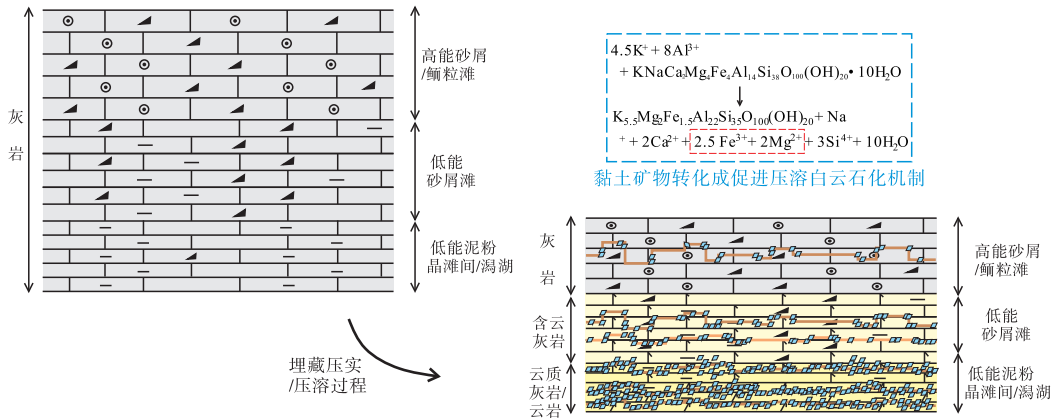 灰
岩
高能砂屑
/鲕粒滩
低能
砂屑滩
低能泥粉
晶滩间/潟湖
4.5K⁺ + 8Al³⁺
+ KNaCa₂Mg₄Fe₄Al₁₄Si₃₈O₁₀₀(OH)₂₀• 10H₂O
K₅.₅Mg₂Fe₁.₅Al₂₂Si₃₅O₁₀₀(OH)₂₀ + Na
⁺ + 2Ca²⁺ + 2.5 Fe³⁺ + 2Mg²⁺ + 3Si⁴⁺ + 10H₂O
黏土矿物转化成促进压溶白云石化机制
埋藏压实
/压溶过程
灰
岩
含云
灰岩
云质
灰岩/
云岩
高能砂屑
/鲕粒滩
低能
砂屑滩
低能泥粉
晶滩间/潟湖